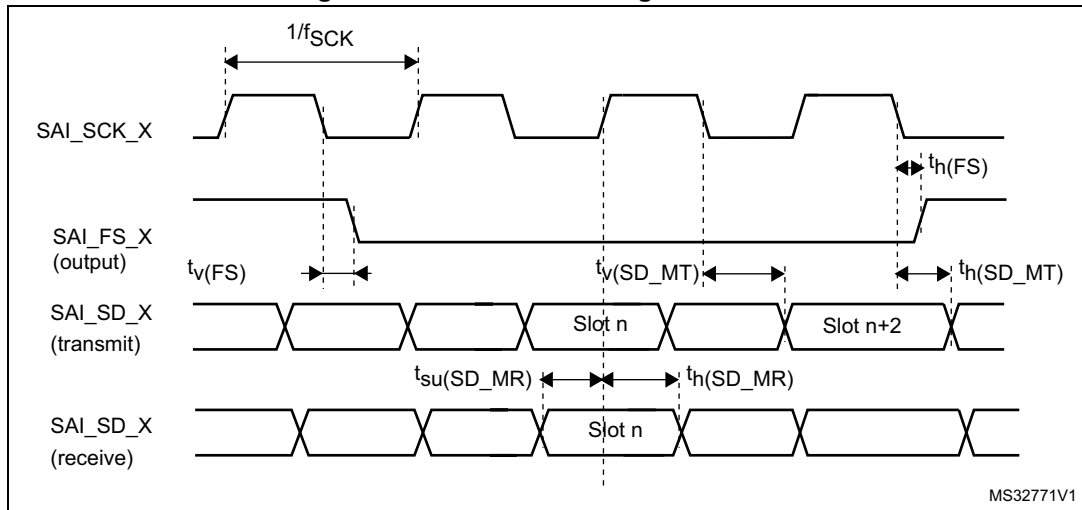 1/fSCK
SAI_SCK_X
th(FS)
SAI_FS_X
(output)
tv(FS)
tv(SD_MT)
th(SD_MT)
SAI_SD_X
(transmit)
Slot n
Slot n+2
tsu(SD_MR)
th(SD_MR)
SAI_SD_X
(receive)
Slot n
MS32771V1